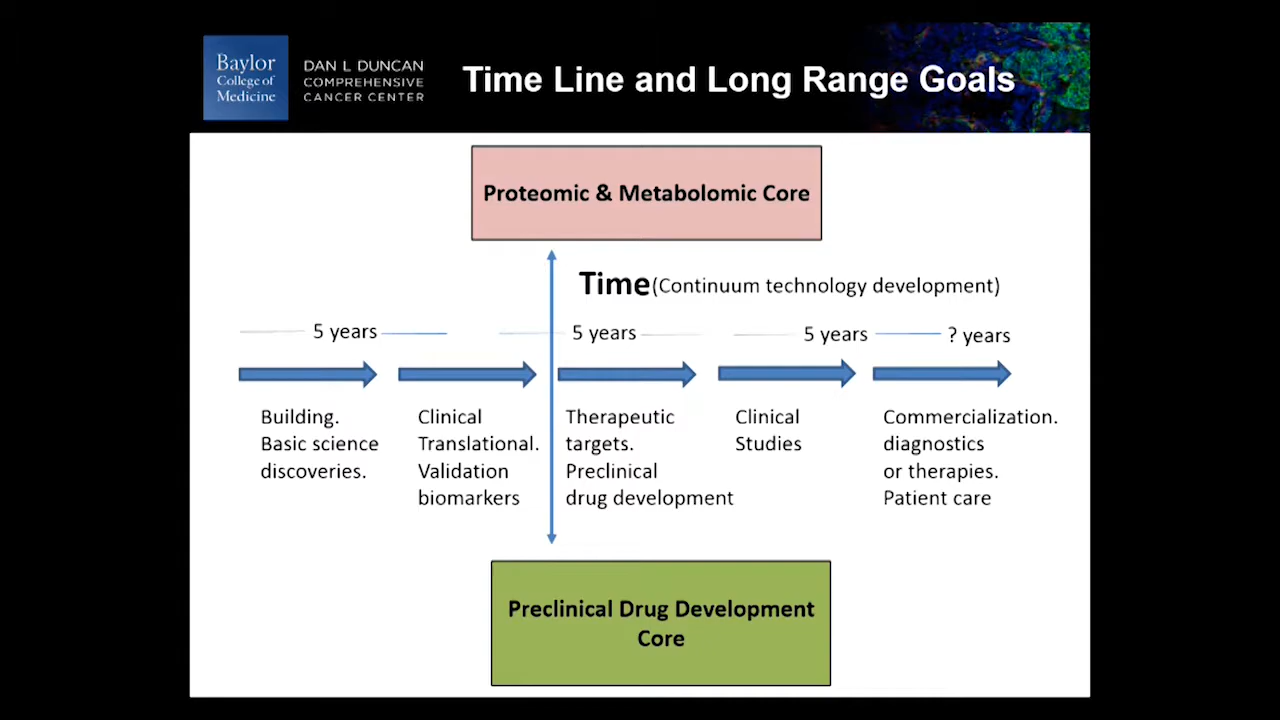 Baylor
College of
Medicine
DAN L DUNCAN
COMPREHENSIVE
CANCER CENTER
Time Line and Long Range Goals
Proteomic & Metabolomic Core
Time (Continuum technology development)
5 years
5 years
5 years
? years
Building.
Basic science
discoveries.
Clinical
Translational.
Validation
biomarkers
Therapeutic
targets.
Preclinical
drug development
Clinical
Studies
Commercialization.
diagnostics
or therapies.
Patient care
Preclinical Drug Development
Core